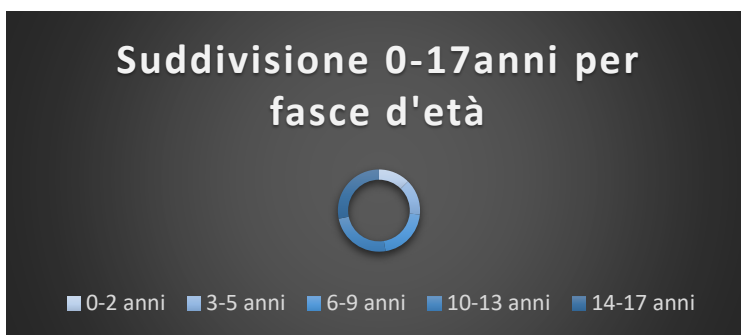 Suddivisione 0-17anni per
fasce d'età
0-2 anni 3-5 anni 6-9 anni 10-13 anni 14-17 anni